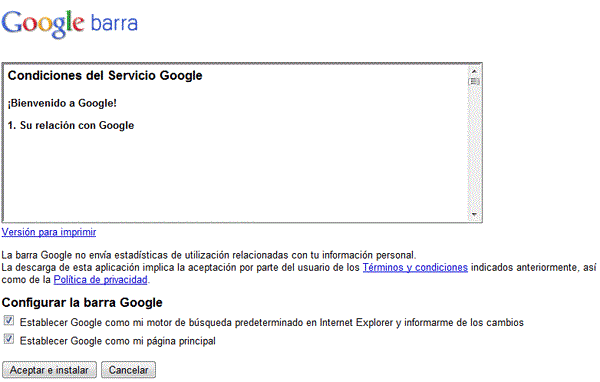 Google barra
Condiciones del Servicio Google
¡Bienvenido a Google!
1. Su relación con Google
Versión para imprimir
La barra Google no envía estadísticas de utilización relacionadas con tu información personal.
La descarga de esta aplicación implica la aceptación por parte del usuario de los Términos y condiciones indicados anteriormente, así
como de la Política de privacidad.
Configurar la barra Google
Establecer Google como mi motor de búsqueda predeterminado en Internet Explorer y informarme de los cambios
Establecer Google como mi página principal
Aceptar e instalar Cancelar